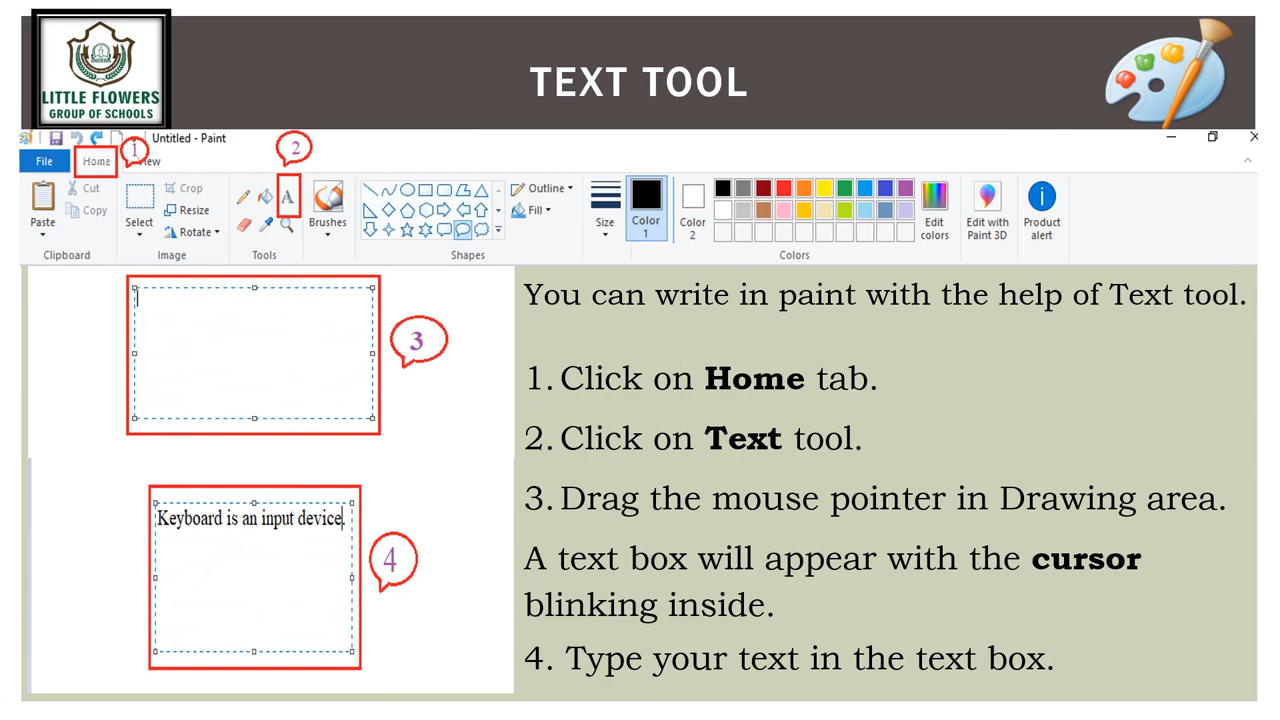 TEXT TOOL
LITTLE FLOWERS
GROUP OF SCHOOLS
Untitled - Paint
File
Home
View
1
2
Paste
Cut
Copy
Clipboard
Select
Crop
Resize
Rotate
Image
A
Tools
Brushes
Outline
Fill
Shapes
Size
Color
1
Color
2
Colors
Edit
colors
Edit with
Paint 3D
Product
alert
3
Keyboard is an input device.
4
You can write in paint with the help of Text tool.
1. Click on Home tab.
2. Click on Text tool.
3. Drag the mouse pointer in Drawing area.
A text box will appear with the cursor
blinking inside.
4. Type your text in the text box.